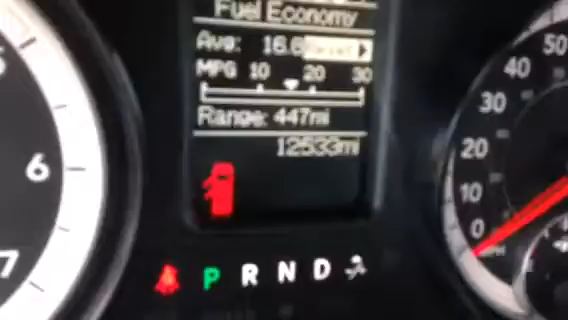 Fuel Economy
Avg: 16.6 Reset
MPG 10 20 30
Range: 447mi
12533mi
P R N D
6
7
50
40
30
20
10
0